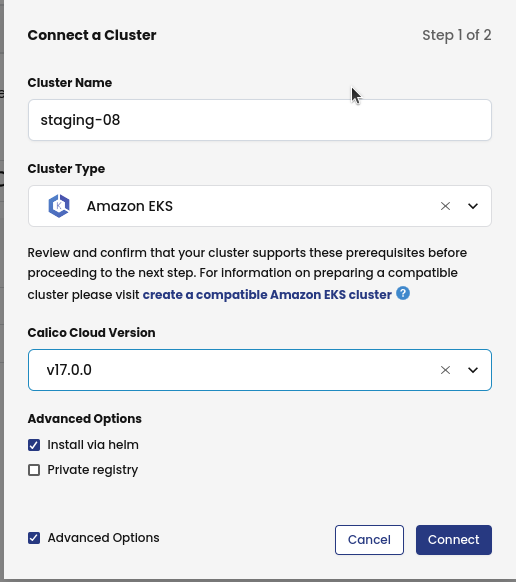 Connect a Cluster
Step 1 of 2
Cluster Name
staging-08
Cluster Type
Amazon EKS
Review and confirm that your cluster supports these prerequisites before
proceeding to the next step. For information on preparing a compatible
cluster please visit create a compatible Amazon EKS cluster ?
Calico Cloud Version
v17.0.0
Advanced Options
Install via helm
Private registry
Advanced Options
Cancel
Connect